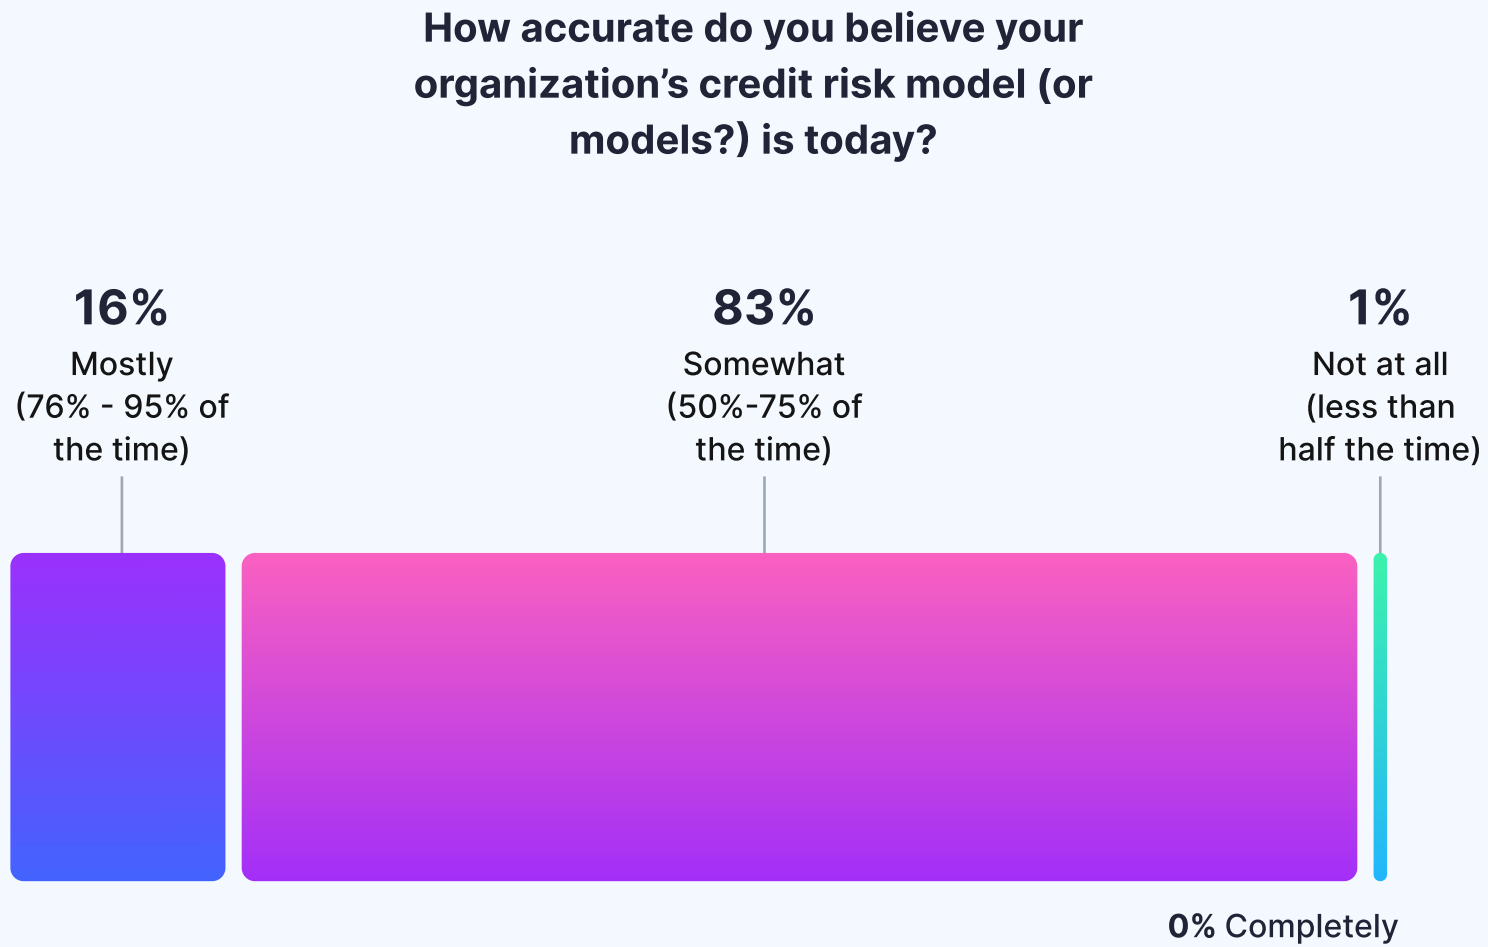 How accurate do you believe your
organization’s credit risk model (or
models?) is today?
16%
Mostly
(76% - 95% of
the time)
83%
Somewhat
(50%-75% of
the time)
1%
Not at all
(less than
half the time)
0% Completely